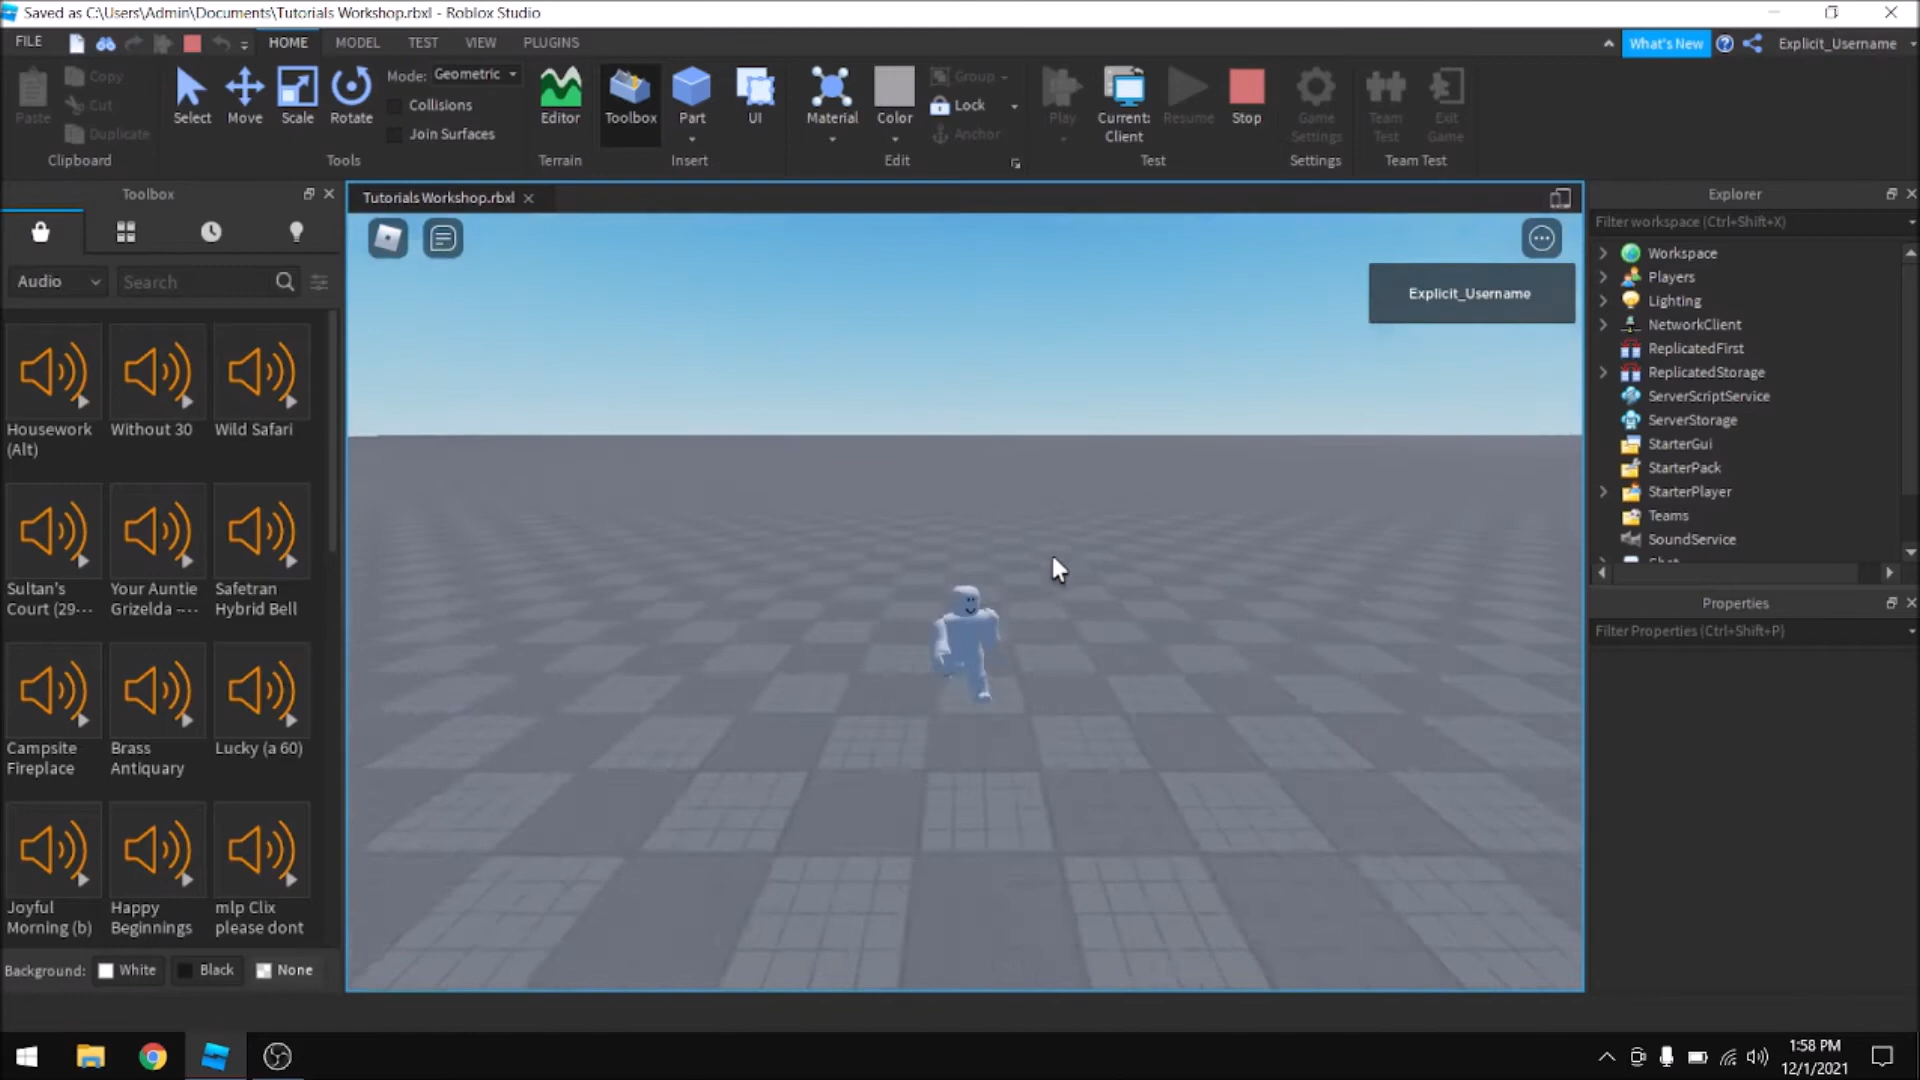 Saved as C:\Users\Admin\Documents\Tutorials Workshop.rbxl - Roblox Studio
FILE HOME MODEL TEST VIEW PLUGINS What's New Explicit_Username
Paste
Copy
Cut
Duplicate
Clipboard
Select Move Scale Rotate
Mode: Geometric
Collisions
Join Surfaces
Tools
Editor
Terrain
Toolbox Part UI
Insert
Material Color
Group
Lock
Anchor
Edit
Play Current: Client Resume Stop
Test
Game Settings
Settings
Team Test Exit Game
Team Test
Toolbox
Audio Search
Housework (Alt)
Without 30
Wild Safari
Sultan's Court (29···
Your Auntie Grizelda –···
Safetran Hybrid Bell
Campsite Fireplace
Brass Antiquary
Lucky (a 60)
Joyful Morning (b)
Happy Beginnings
mlp Clix please dont
Background: White Black None
Tutorials Workshop.rbxl
Explicit_Username
Explorer
Filter workspace (Ctrl+Shift+X)
Workspace
Players
Lighting
NetworkClient
ReplicatedFirst
ReplicatedStorage
ServerScriptService
ServerStorage
StarterGui
StarterPack
StarterPlayer
Teams
SoundService
Properties
Filter Properties (Ctrl+Shift+P)
1:58 PM
12/1/2021